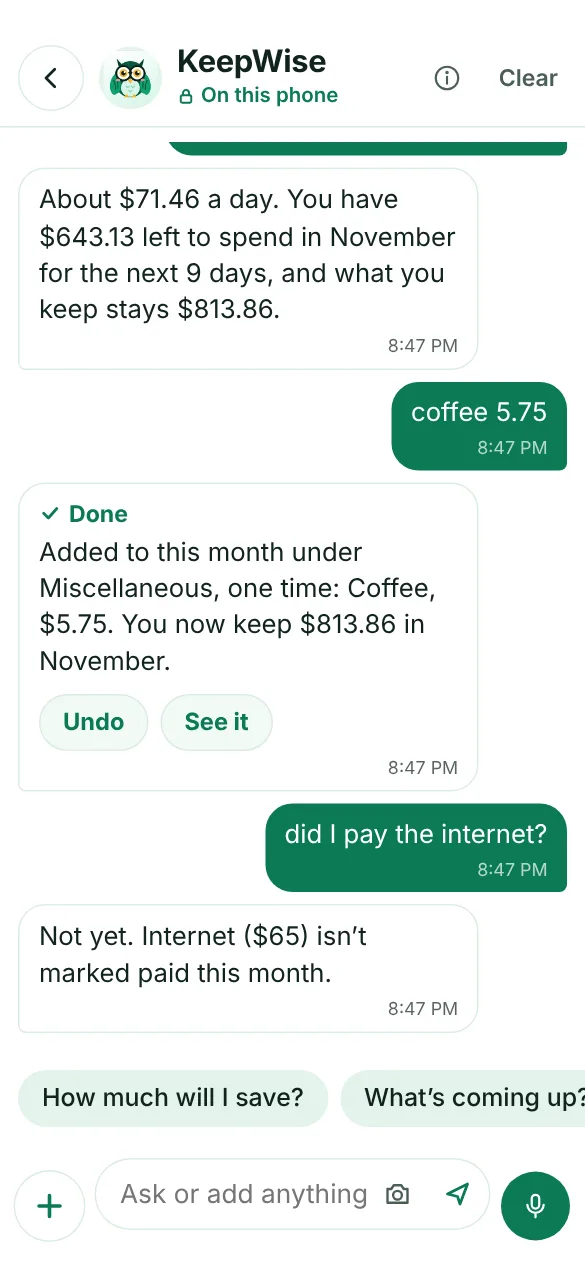 KeepWise
On this phone
Clear
About $71.46 a day. You have
$643.13 left to spend in November
for the next 9 days, and what you
keep stays $813.86.
8:47 PM
coffee 5.75
8:47 PM
Done
Added to this month under
Miscellaneous, one time: Coffee,
$5.75. You now keep $813.86 in
November.
Undo
See it
8:47 PM
did I pay the internet?
8:47 PM
Not yet. Internet ($65) isn’t
marked paid this month.
8:47 PM
How much will I save?
What’s coming up?
Ask or add anything